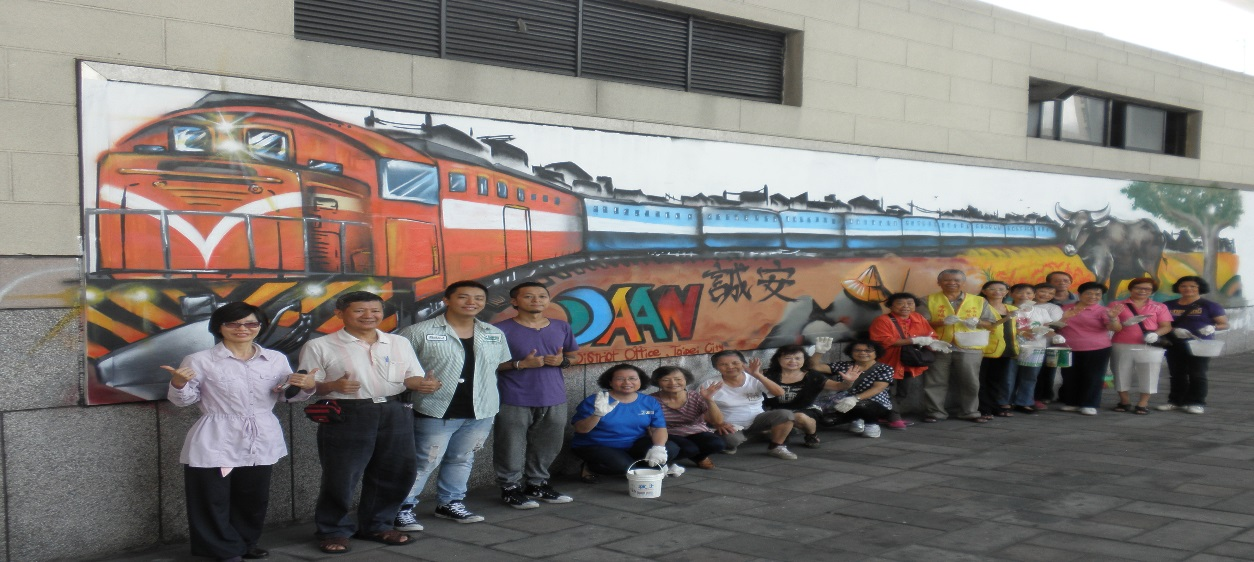 DAAN 誠安
DiSTRICT Office, Taipei City